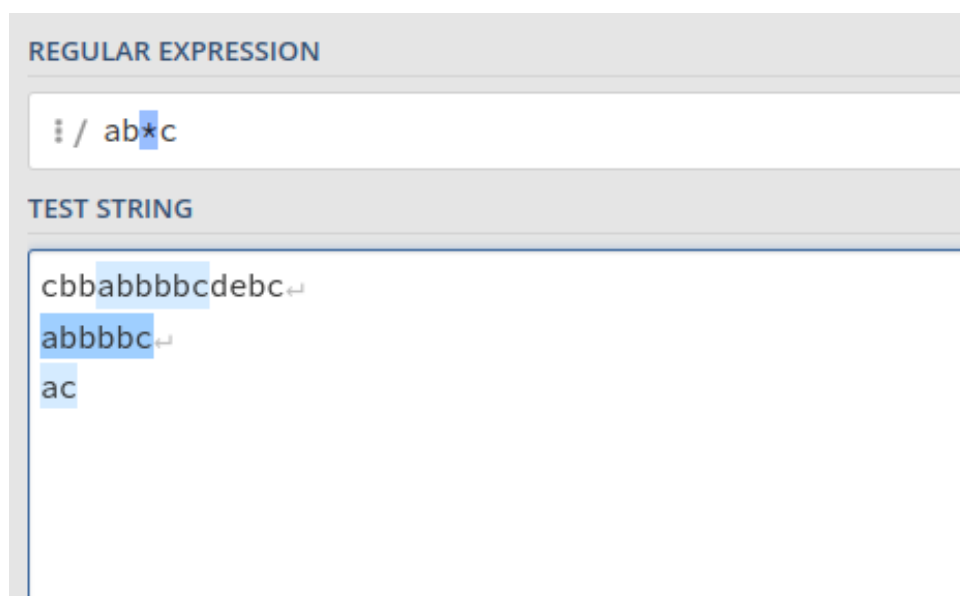 REGULAR EXPRESSION
/ ab*c
TEST STRING
cbbabbbbcdebc↵
abbbbc↵
ac